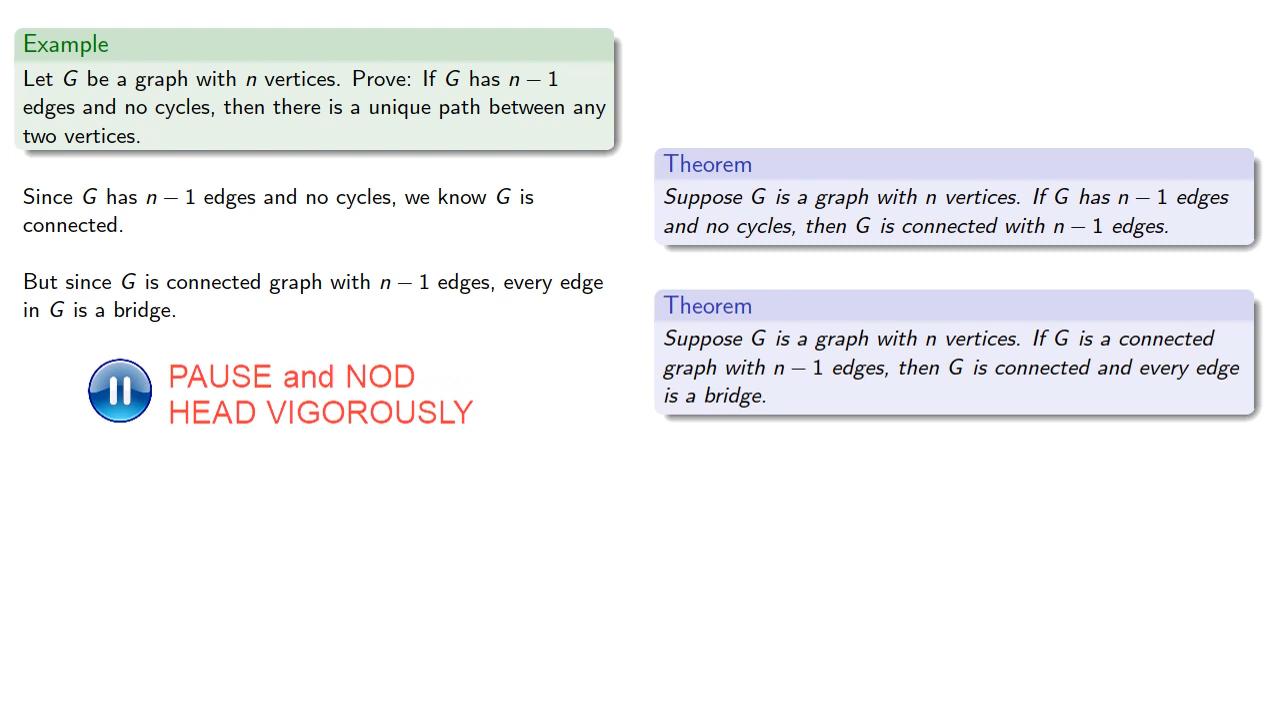 Example
Let G be a graph with n vertices. Prove: If G has n − 1
edges and no cycles, then there is a unique path between any
two vertices.
Since G has n − 1 edges and no cycles, we know G is
connected.
But since G is connected graph with n − 1 edges, every edge
in G is a bridge.
PAUSE and NOD
HEAD VIGOROUSLY
Theorem
Suppose G is a graph with n vertices. If G has n − 1 edges
and no cycles, then G is connected with n − 1 edges.
Theorem
Suppose G is a graph with n vertices. If G is a connected
graph with n − 1 edges, then G is connected and every edge
is a bridge.